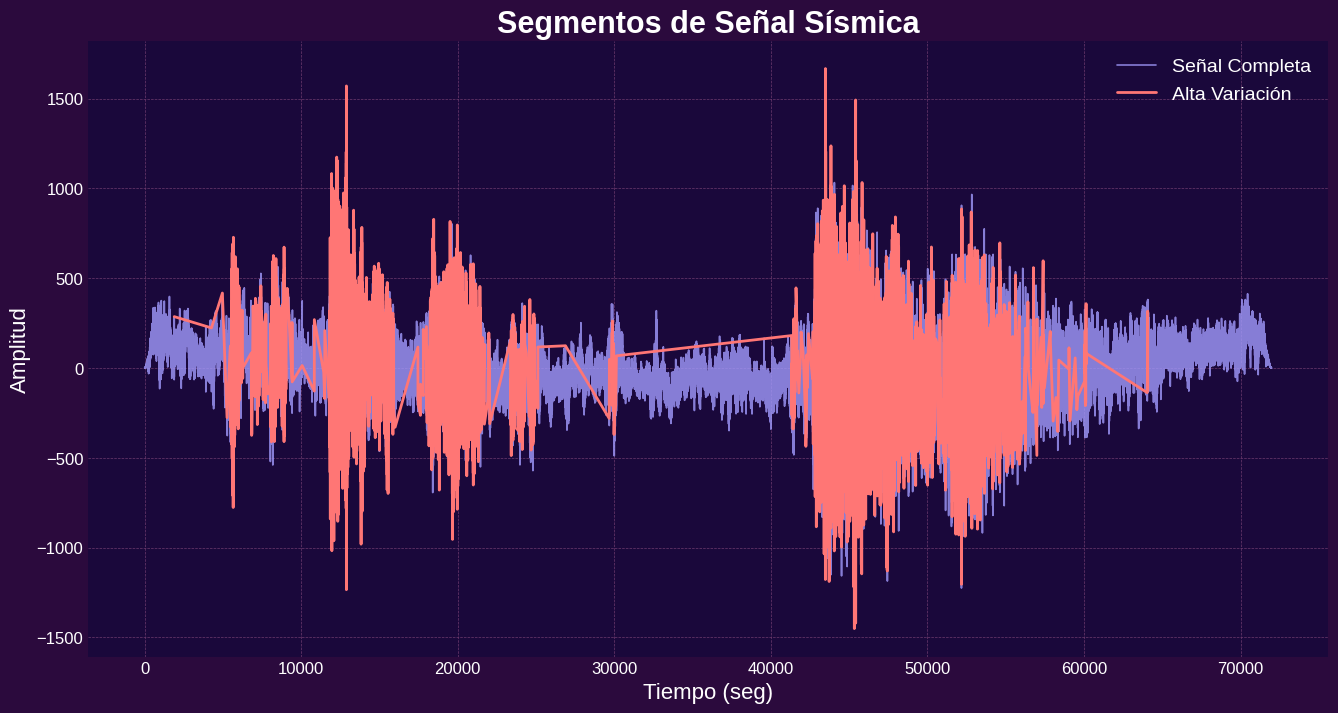 Segmentos de Señal Sísmica
Señal Completa
Alta Variación
Amplitud
1500
1000
500
0
−500
−1000
−1500
0 10000 20000 30000 40000 50000 60000 70000
Tiempo (seg)